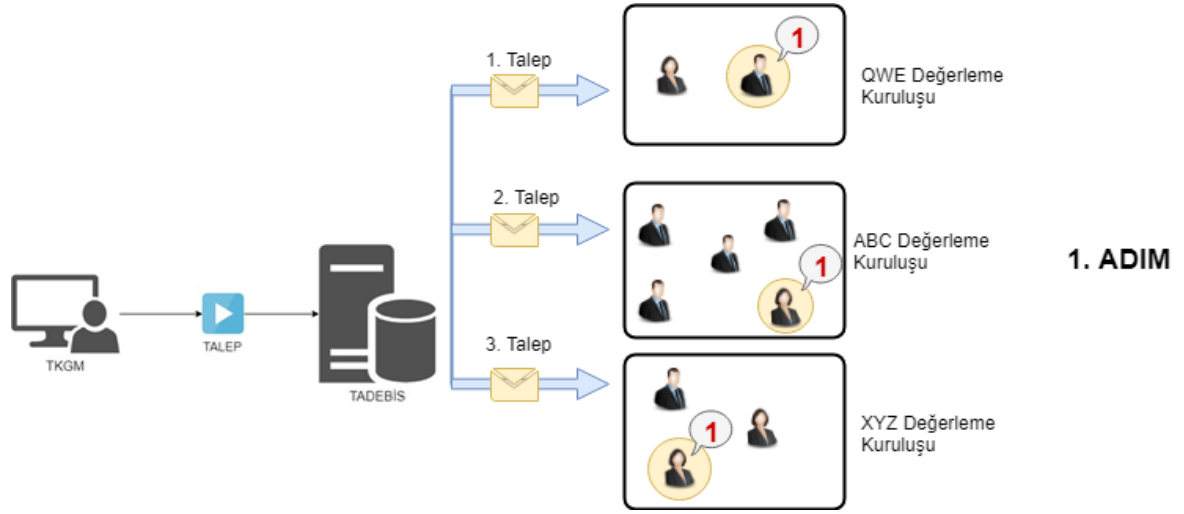 1
1. Talep
QWE Değerleme
Kuruluşu
2. Talep
ABC Değerleme
Kuruluşu
1
1. ADIM
TKGM
TALEP
TADEBİS
3. Talep
1
XYZ Değerleme
Kuruluşu